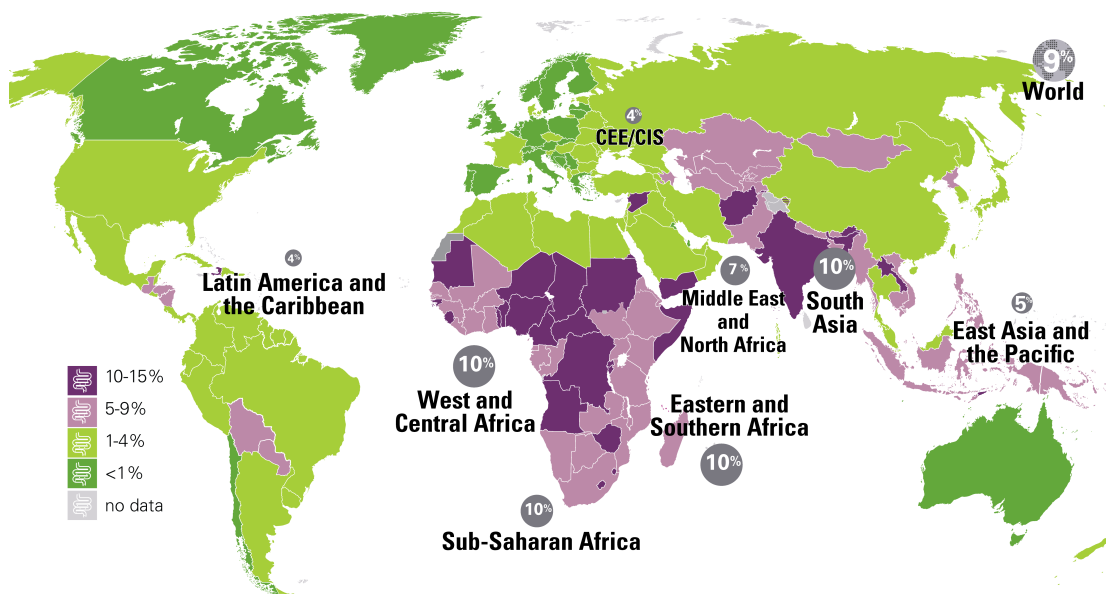 9%
World
4%
CEE/CIS
4%
Latin America and
the Caribbean
7%
Middle East
and
North Africa
10%
South
Asia
5%
East Asia and
the Pacific
10%
West and
Central Africa
Eastern and
Southern Africa
10%
10%
Sub-Saharan Africa
10-15%
5-9%
1-4%
<1%
no data